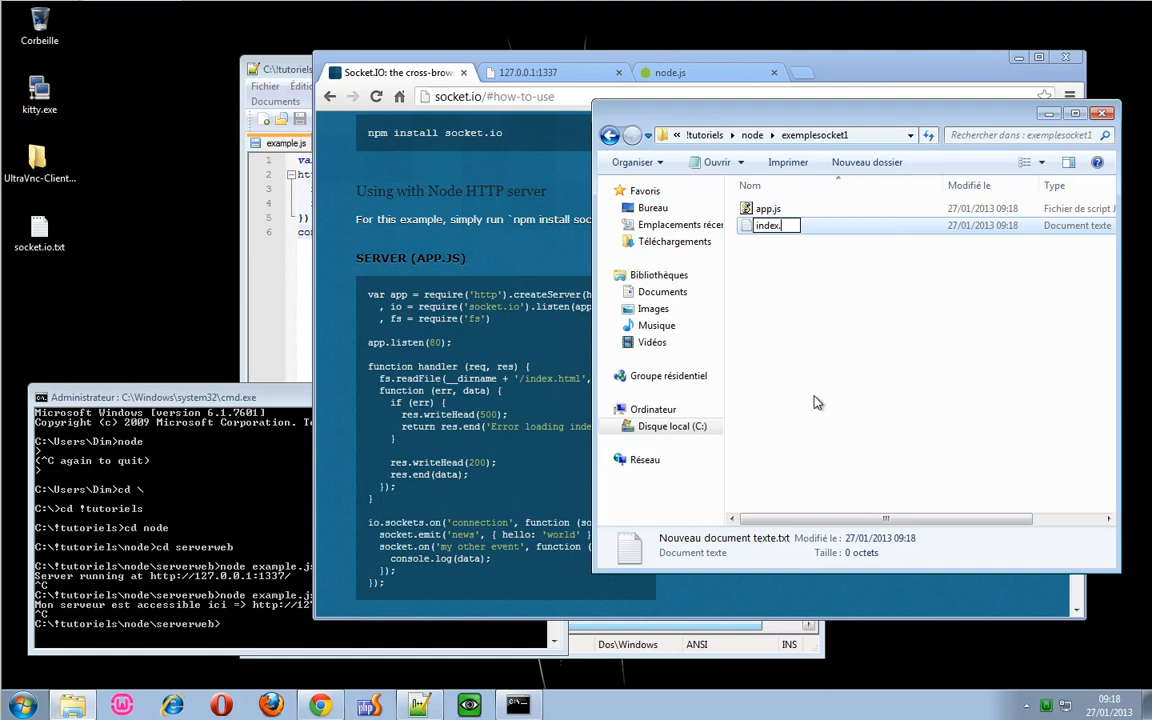 Corbeille
kitty.exe
UltraVnc-Client...
socket.io.txt
C:\!tutoriels
Fichier
Éditi
Documents
example.js
1 va
2 htt
3
4
5 })
6 con
Socket.IO: the cross-brow
127.0.0.1:1337
node.js
socket.io/#how-to-use
npm install socket.io
Using with Node HTTP server
For this example, simply run `npm install soc
SERVER (APP.JS)
var app = require('http').createServer(h
, io = require('socket.io').listen(app
, fs = require('fs')
app.listen(80);
function handler (req, res) {
fs.readFile(__dirname + '/index.html',
function (err, data) {
if (err) {
res.writeHead(500);
return res.end('Error loading inde
}
res.writeHead(200);
res.end(data);
});
}
io.sockets.on('connection', function (so
socket.emit('news', { hello: 'world'
socket.on('my other event', function (
console.log(data);
});
});
« !tutoriels node exemplesocket1
Rechercher dans : exemplesocket1
Organiser
Ouvrir
Imprimer
Nouveau dossier
Favoris
Bureau
Emplacements récen
Téléchargements
Bibliothèques
Documents
Images
Musique
Vidéos
Groupe résidentiel
Ordinateur
Disque local (C:)
Réseau
Nom
Modifié le
Type
app.js
27/01/2013 09:18
Fichier de script J
index.
27/01/2013 09:18
Document texte
Nouveau document texte.txt
Modifié le : 27/01/2013 09:18
Document texte
Taille : 0 octets
Administrateur : C:\Windows\system32\cmd.exe
Microsoft Windows [version 6.1.7601]
Copyright (c) 2009 Microsoft Corporation. T
C:\Users\Dim>node
>
(^C again to quit)
>
C:\Users\Dim>cd \
C:\>cd !tutoriels
C:\!tutoriels>cd node
C:\!tutoriels\node>cd serverweb
C:\!tutoriels\node\serverweb>node example.js
Server running at http://127.0.0.1:1337/
^C
C:\!tutoriels\node\serverweb>node example.js
Mon serveur est accessible ici => http://127
^C
C:\!tutoriels\node\serverweb>
Dos\Windows
ANSI
INS
09:18
27/01/2013